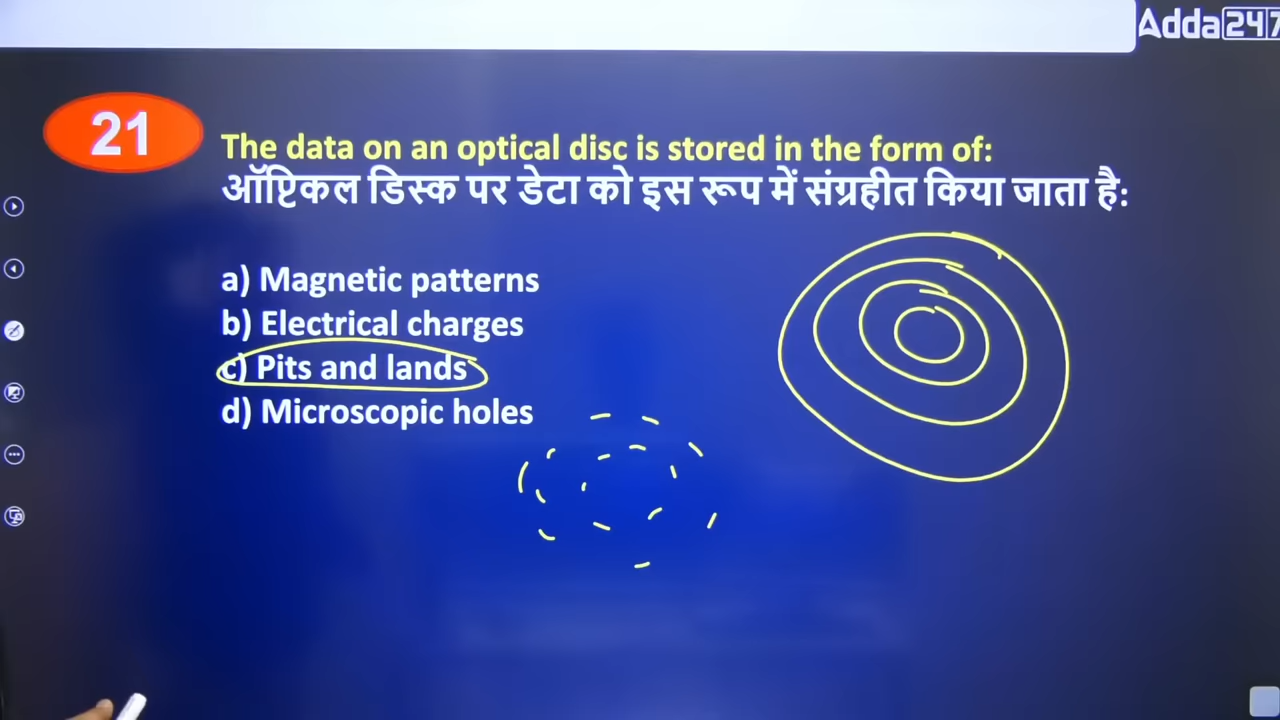 Adda247
21
The data on an optical disc is stored in the form of:
ऑप्टिकल डिस्क पर डेटा को इस रूप में संग्रहीत किया जाता है:
a) Magnetic patterns
b) Electrical charges
c) Pits and lands
d) Microscopic holes